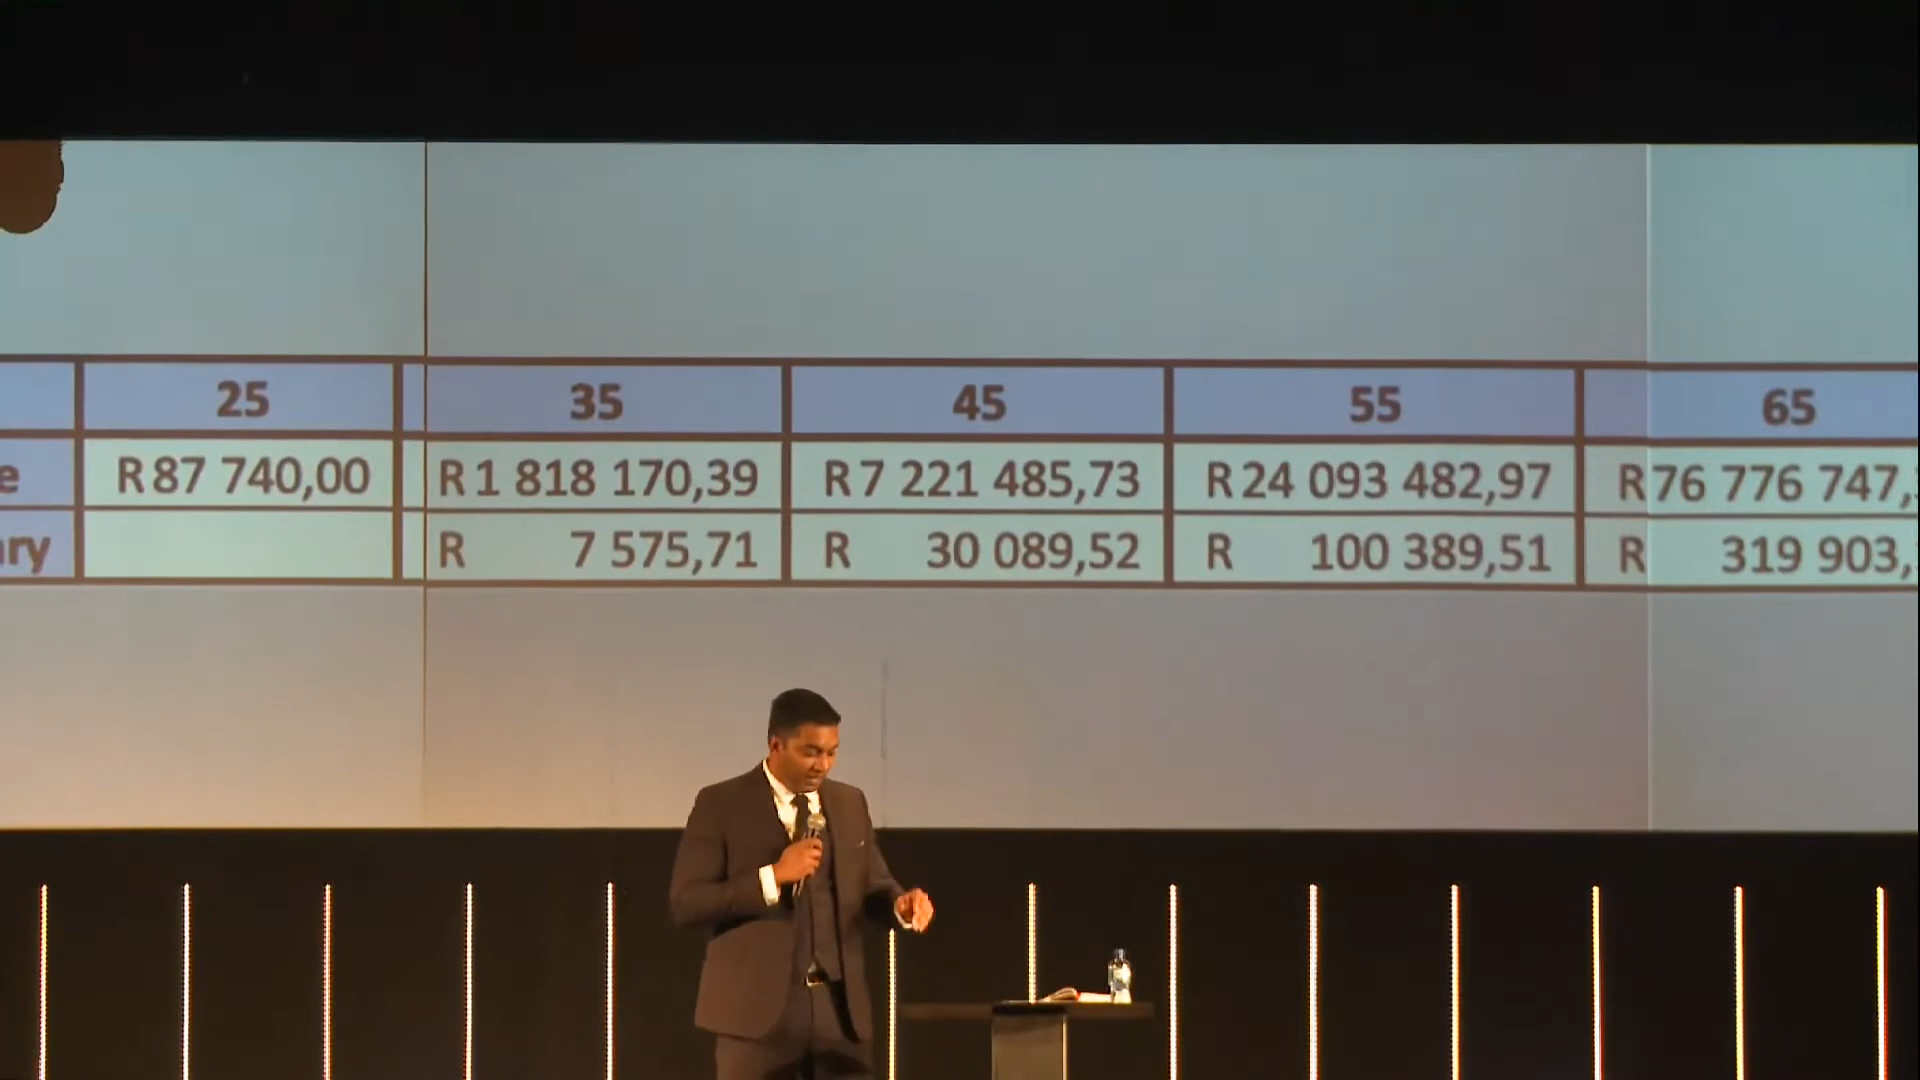 25 35 45 55 65
e R87 740,00 R1 818 170,39 R7 221 485,73 R24 093 482,97 R76 776 747,
ary R 7 575,71 R 30 089,52 R 100 389,51 R 319 903,